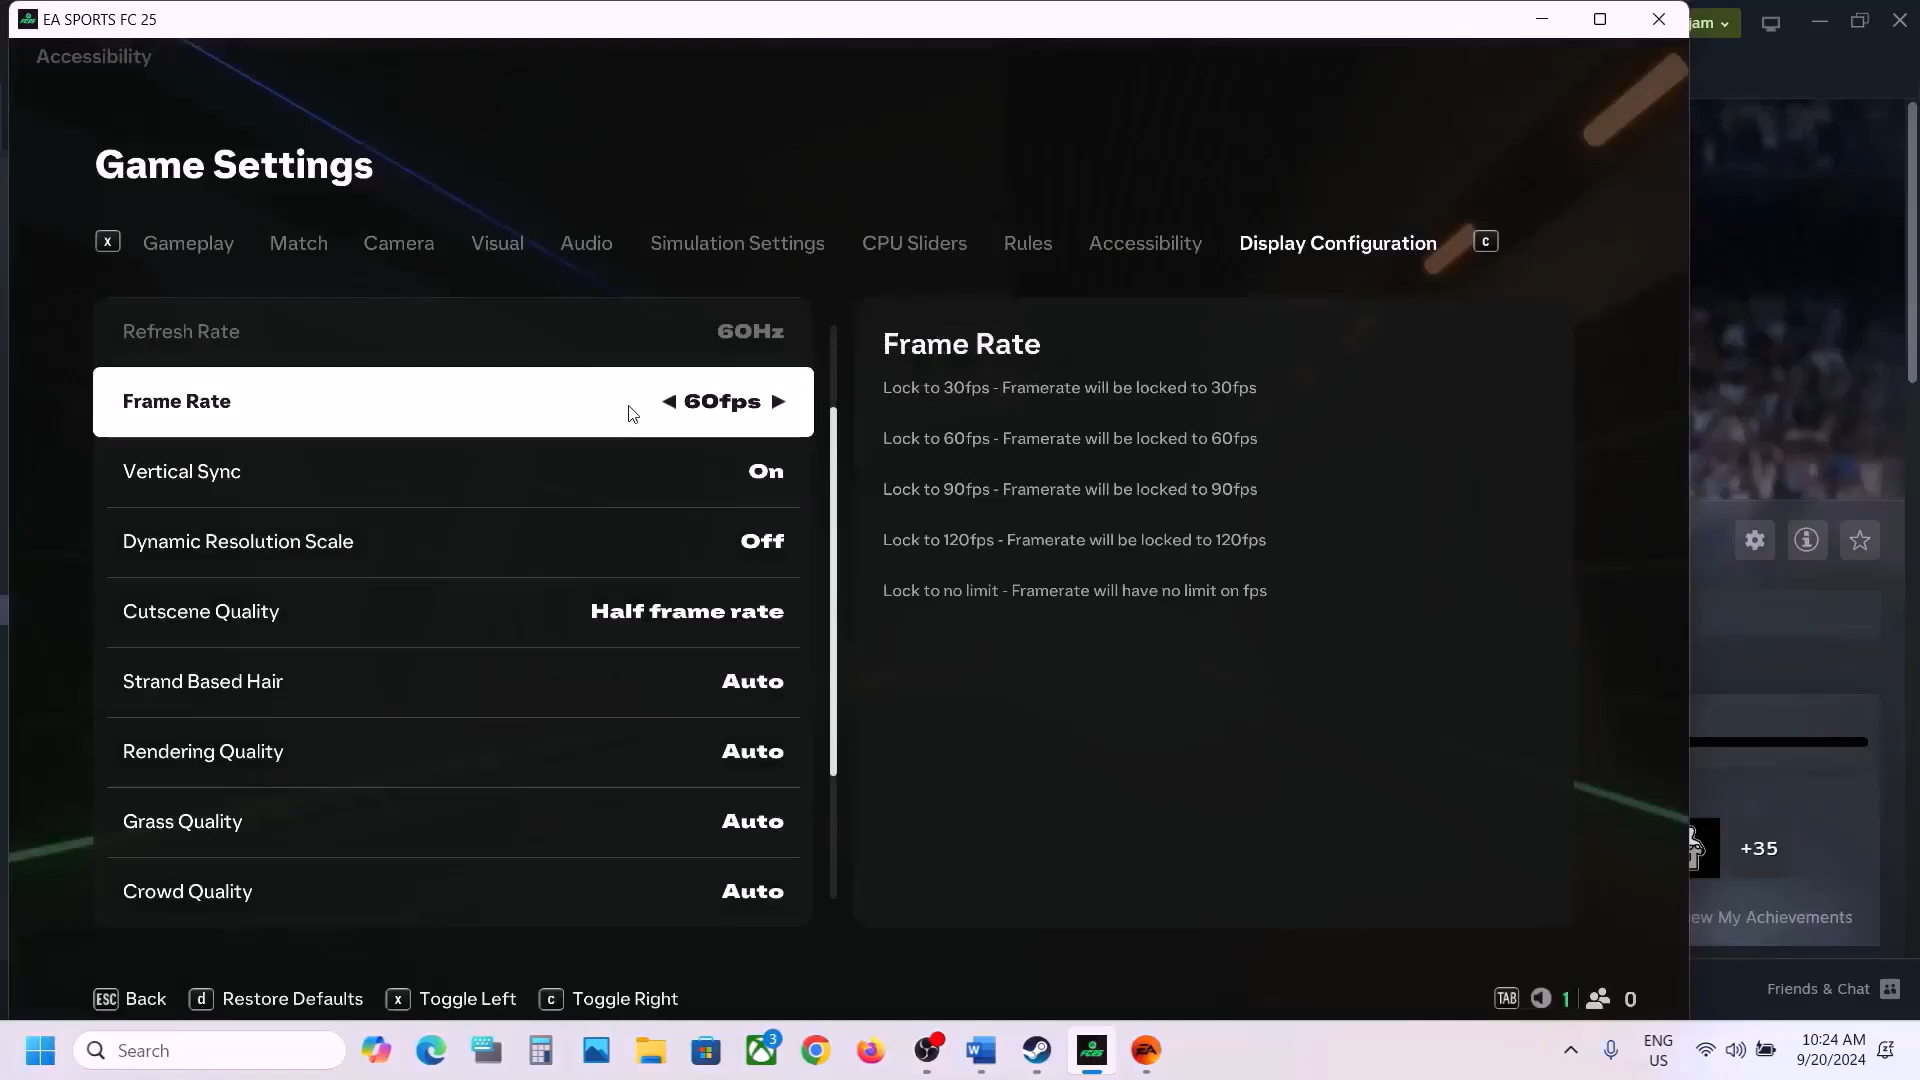 EA SPORTS FC 25
jam
Accessibility
Game Settings
x Gameplay Match Camera Visual Audio Simulation Settings CPU Sliders Rules Accessibility Display Configuration c
Refresh Rate 60Hz
Frame Rate 60fps
Vertical Sync On
Dynamic Resolution Scale Off
Cutscene Quality Half frame rate
Strand Based Hair Auto
Rendering Quality Auto
Grass Quality Auto
Crowd Quality Auto
Frame Rate
Lock to 30fps - Framerate will be locked to 30fps
Lock to 60fps - Framerate will be locked to 60fps
Lock to 90fps - Framerate will be locked to 90fps
Lock to 120fps - Framerate will be locked to 120fps
Lock to no limit - Framerate will have no limit on fps
+35
ew My Achievements
Friends & Chat
ESC Back d Restore Defaults x Toggle Left c Toggle Right
TAB 1 0
Search
3
FC25
EA
ENG
US
10:24 AM
9/20/2024